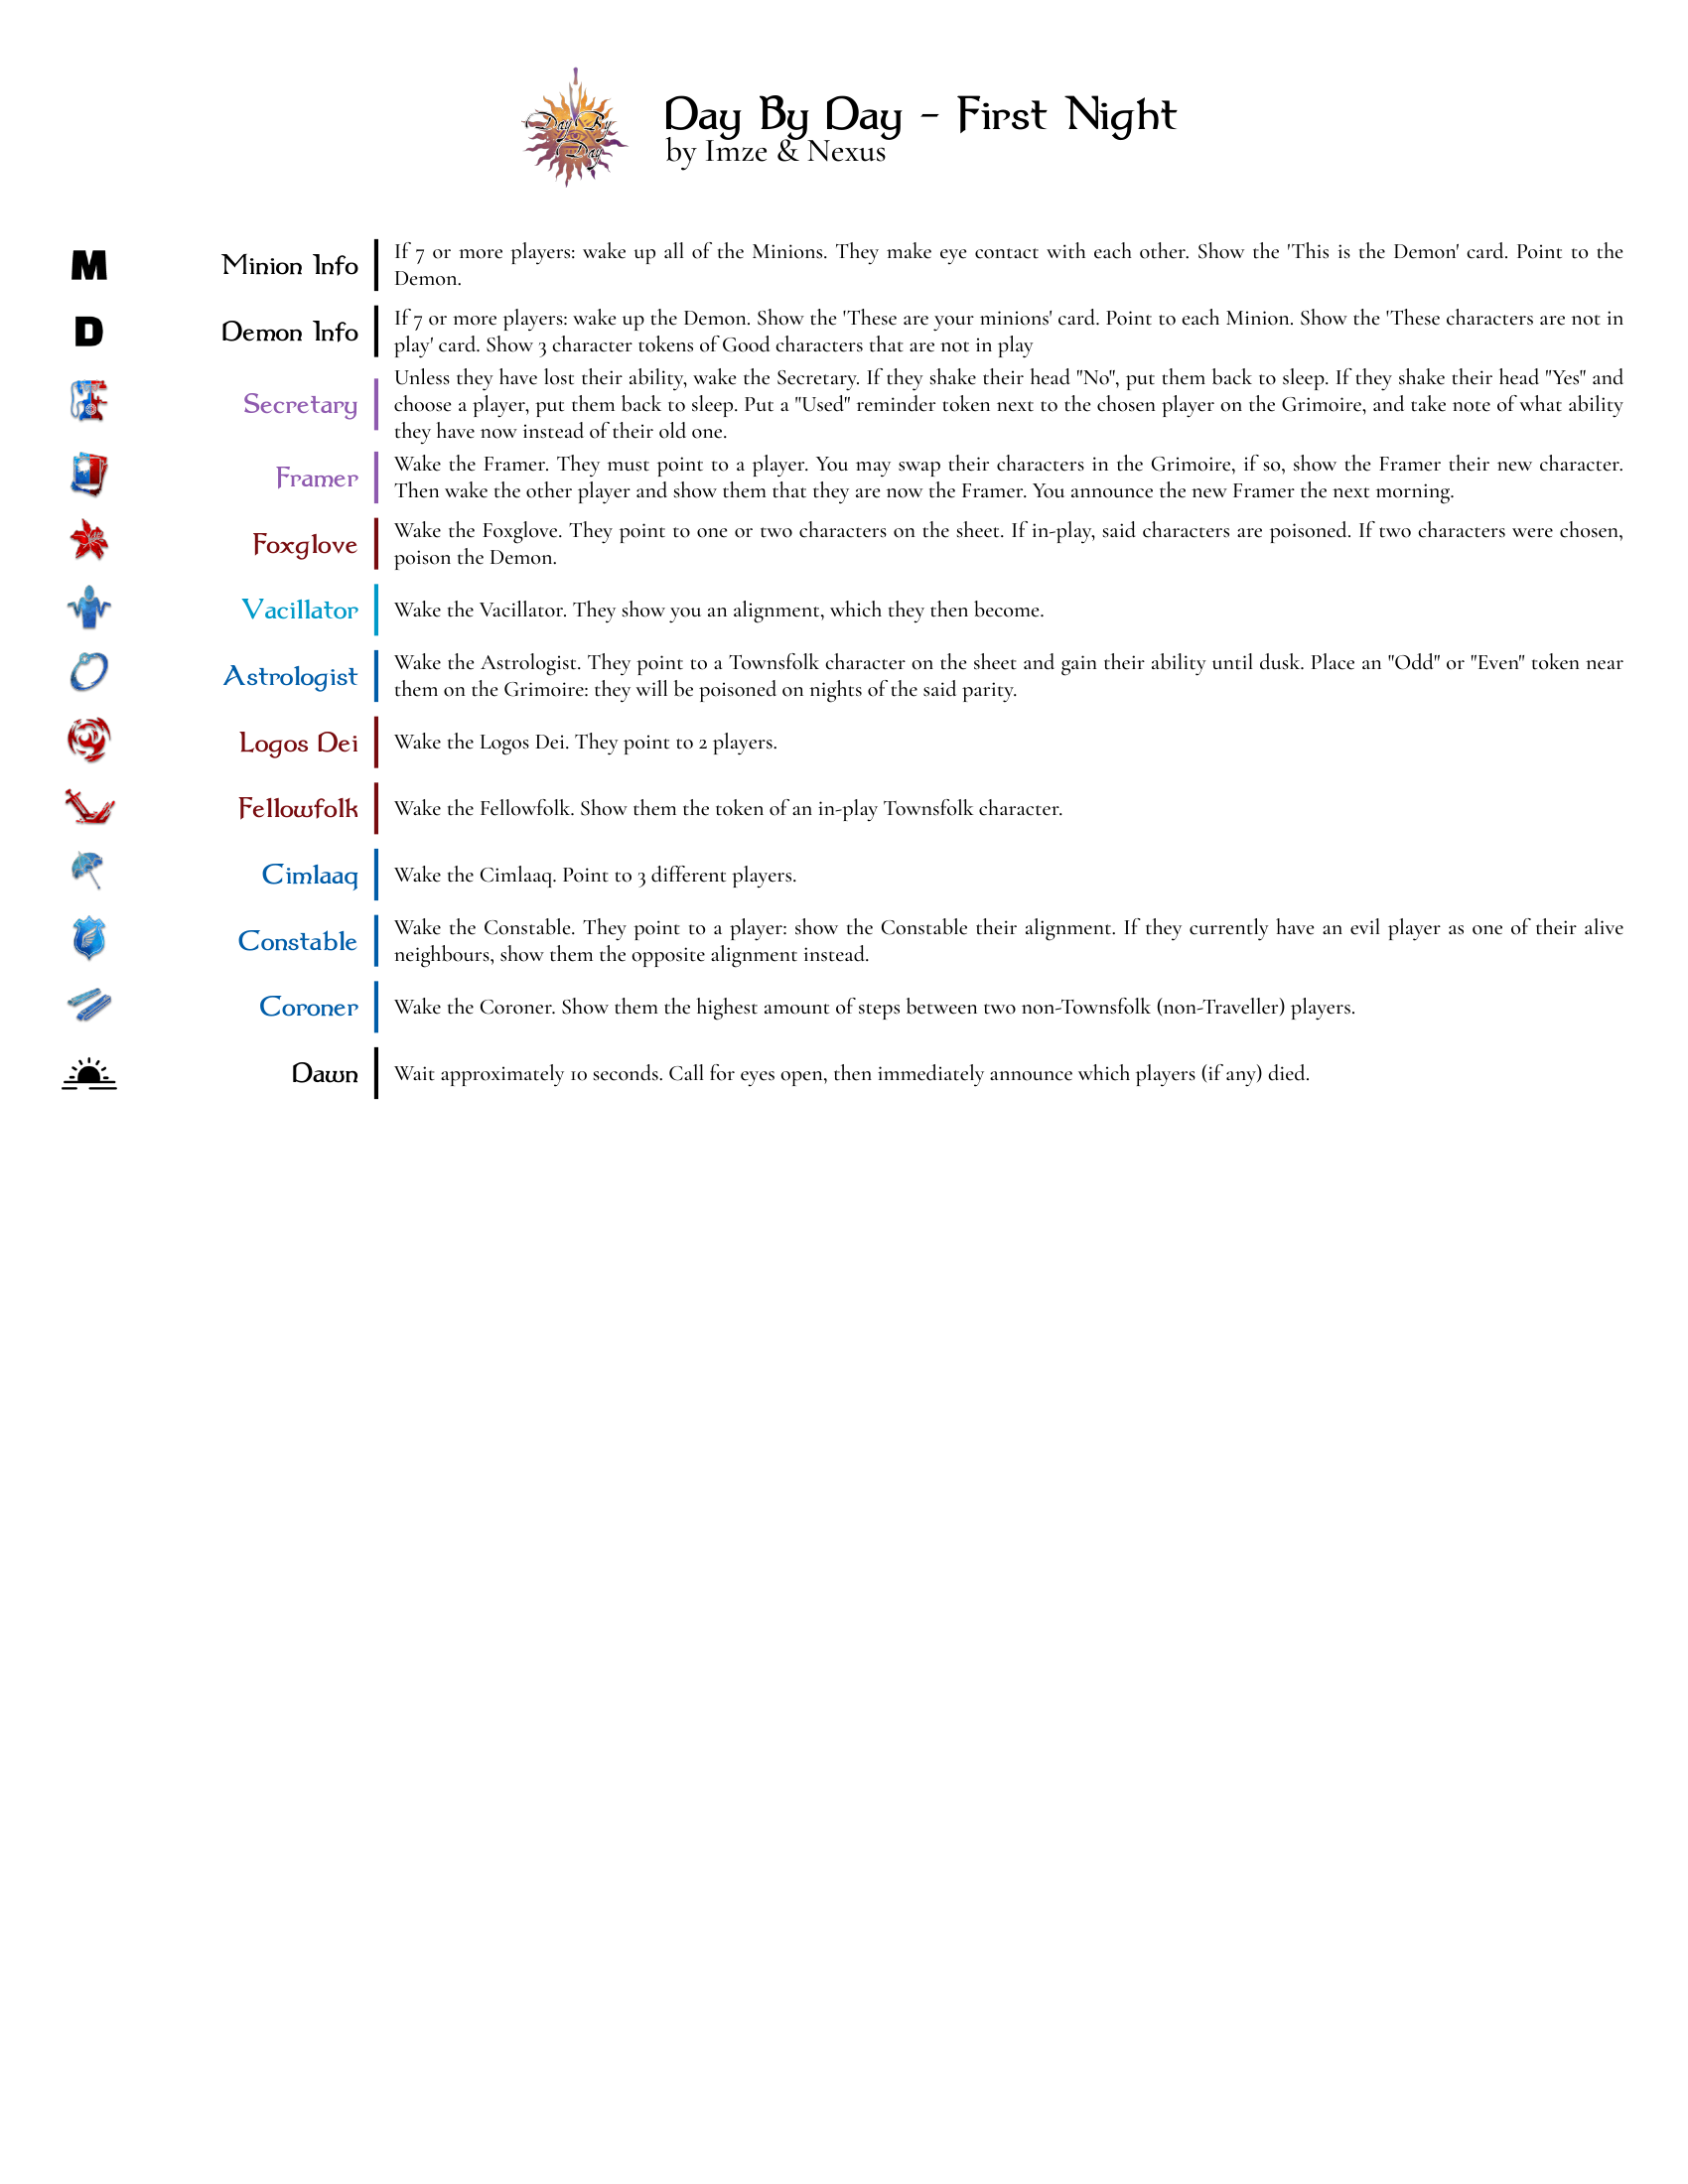 Day By Day
Day By Day - First Night
by Imze & Nexus
M
Minion Info
If 7 or more players: wake up all of the Minions. They make eye contact with each other. Show the 'This is the Demon' card. Point to the
Demon.
D
Demon Info
If 7 or more players: wake up the Demon. Show the 'These are your minions' card. Point to each Minion. Show the 'These characters are not in
play' card. Show 3 character tokens of Good characters that are not in play
Secretary
Unless they have lost their ability, wake the Secretary. If they shake their head "No", put them back to sleep. If they shake their head "Yes" and
choose a player, put them back to sleep. Put a "Used" reminder token next to the chosen player on the Grimoire, and take note of what ability
they have now instead of their old one.
Framer
Wake the Framer. They must point to a player. You may swap their characters in the Grimoire, if so, show the Framer their new character.
Then wake the other player and show them that they are now the Framer. You announce the new Framer the next morning.
Foxglove
Wake the Foxglove. They point to one or two characters on the sheet. If in-play, said characters are poisoned. If two characters were chosen,
poison the Demon.
Vacillator
Wake the Vacillator. They show you an alignment, which they then become.
Astrologist
Wake the Astrologist. They point to a Townsfolk character on the sheet and gain their ability until dusk. Place an "Odd" or "Even" token near
them on the Grimoire: they will be poisoned on nights of the said parity.
Logos Dei
Wake the Logos Dei. They point to 2 players.
Fellowfolk
Wake the Fellowfolk. Show them the token of an in-play Townsfolk character.
Cimlaaq
Wake the Cimlaaq. Point to 3 different players.
Constable
Wake the Constable. They point to a player: show the Constable their alignment. If they currently have an evil player as one of their alive
neighbours, show them the opposite alignment instead.
Coroner
Wake the Coroner. Show them the highest amount of steps between two non-Townsfolk (non-Traveller) players.
Dawn
Wait approximately 10 seconds. Call for eyes open, then immediately announce which players (if any) died.